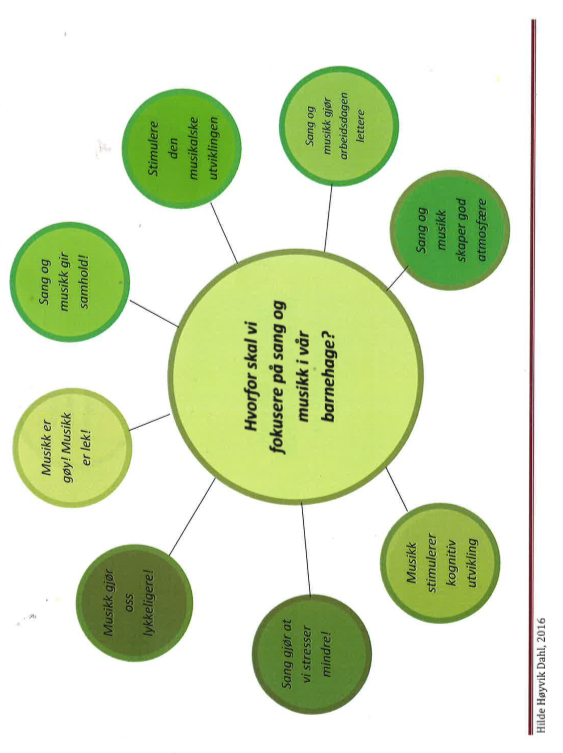 Musikk er
gøy! Musikk
er lek!
Sang og
musikk gir
samhold!
Musikk gjør
oss
lykkeligere!
Stimulere
den
musikalske
utviklingen
Hvorfor skal vi
fokusere på sang og
musikk i vår
barnehage?
Sang gjør at
vi stresser
mindre!
Sang og
musikk gjør
arbeidsdagen
lettere
Musikk
stimulerer
kognitiv
utvikling
Sang og
musikk
skaper god
atmosfære
Hilde Høyvik Dahl, 2016